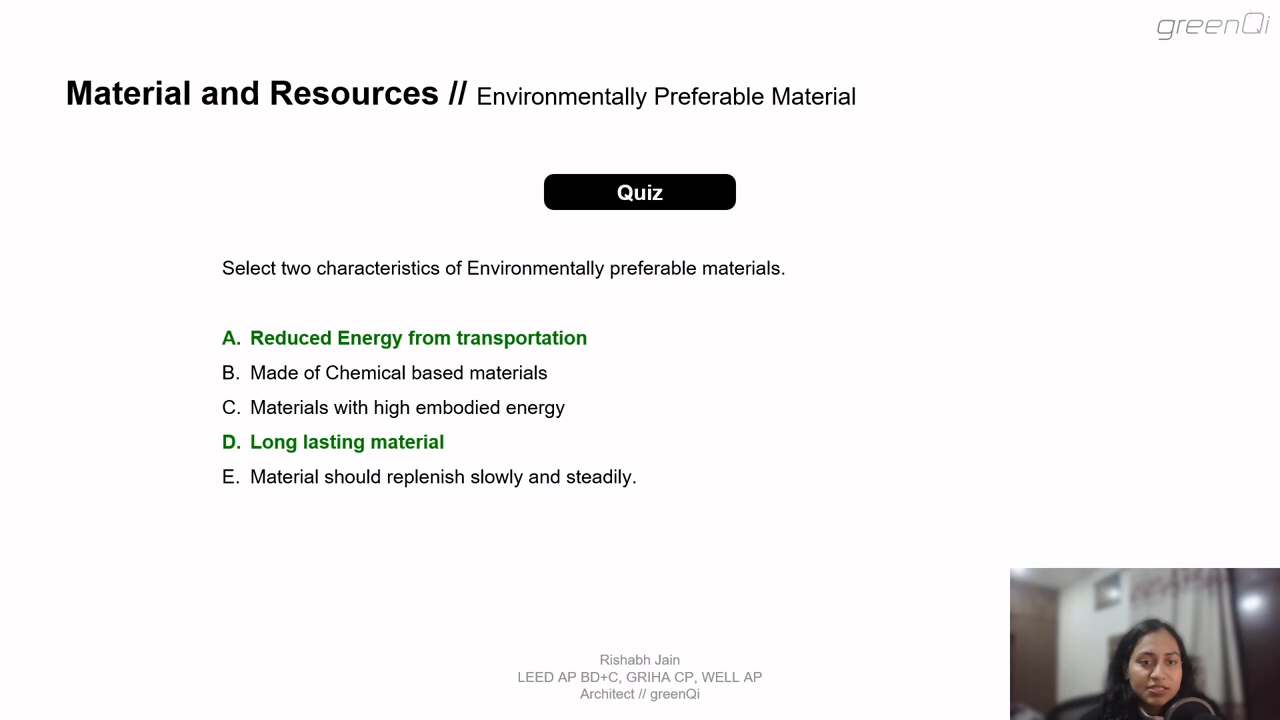 greenQi
Material and Resources // Environmentally Preferable Material
Quiz
Select two characteristics of Environmentally preferable materials.
A. Reduced Energy from transportation
B. Made of Chemical based materials
C. Materials with high embodied energy
D. Long lasting material
E. Material should replenish slowly and steadily.
Rishabh Jain
LEED AP BD+C, GRIHA CP, WELL AP
Architect // greenQi